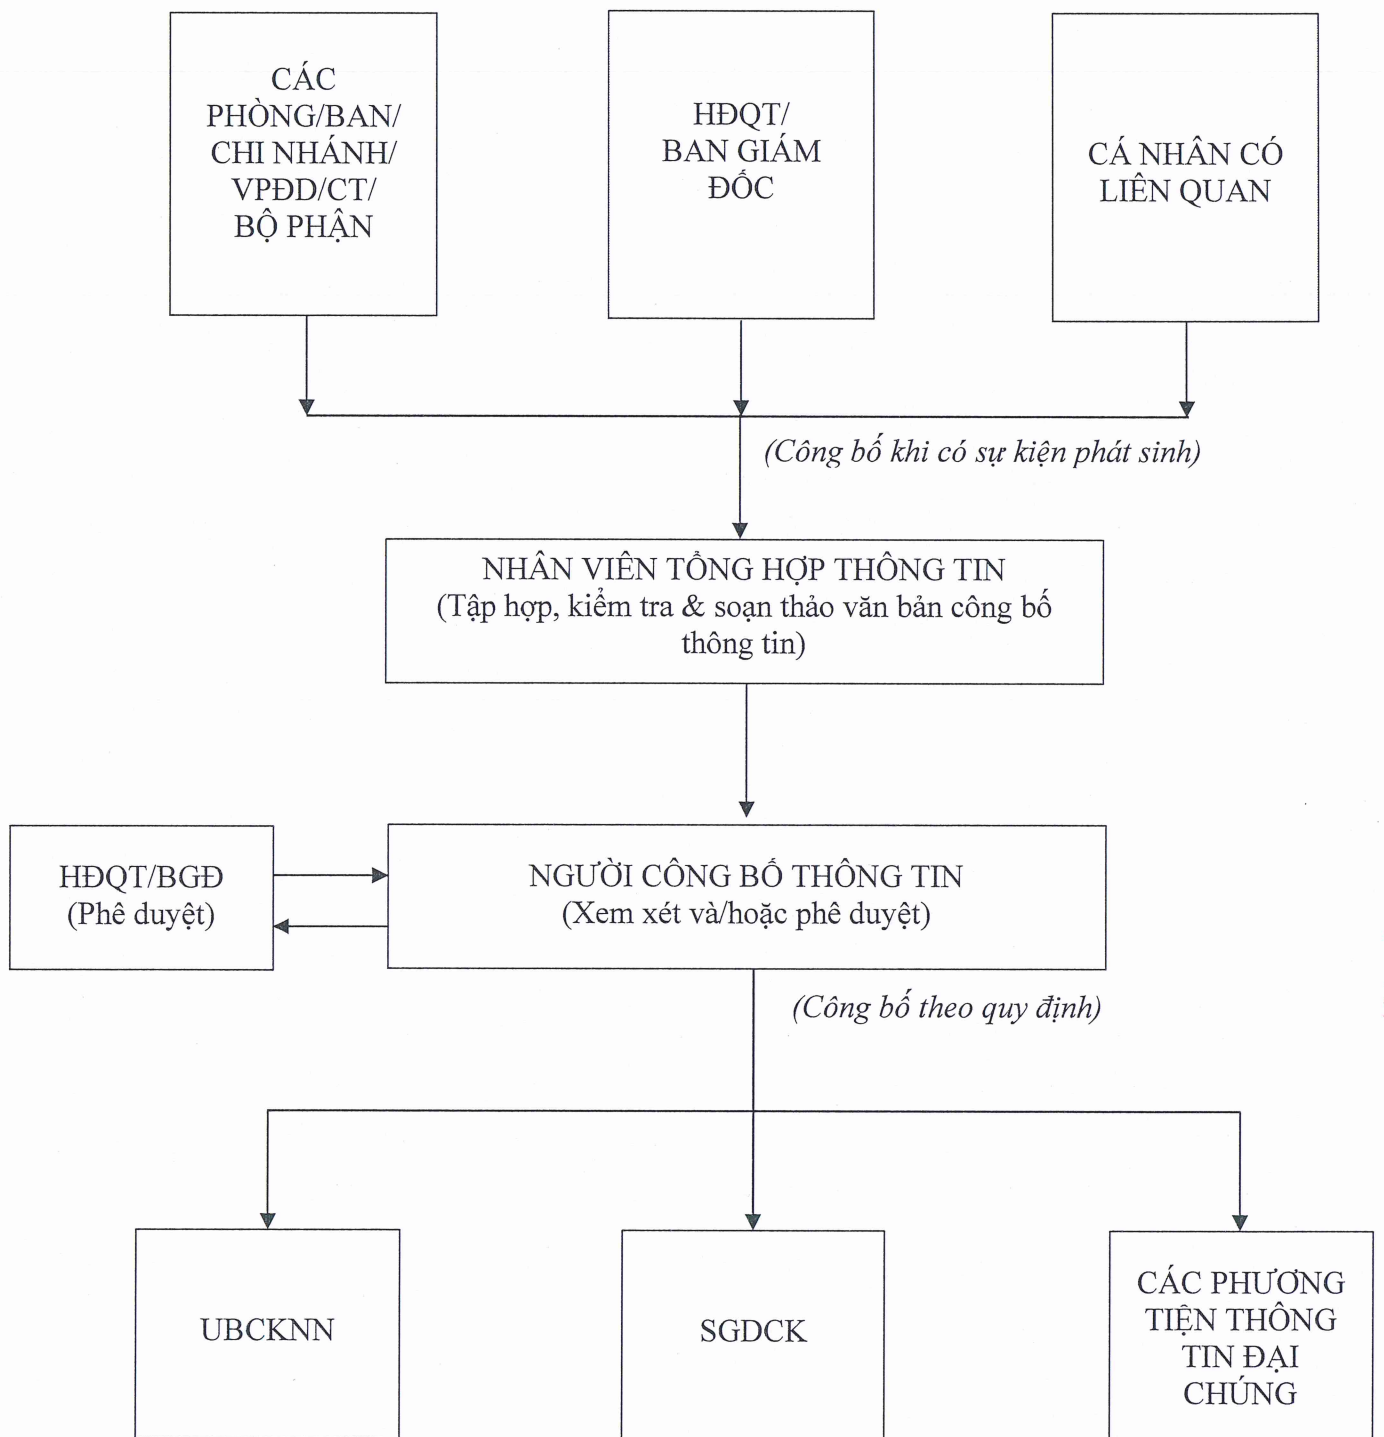 CÁC
PHÒNG/BAN/
CHI NHÁNH/
VPĐD/CT/
BỘ PHẬN
HĐQT/
BAN GIÁM
ĐỐC
CÁ NHÂN CÓ
LIÊN QUAN
(Công bố khi có sự kiện phát sinh)
NHÂN VIÊN TỔNG HỢP THÔNG TIN
(Tập hợp, kiểm tra & soạn thảo văn bản công bố
thông tin)
HĐQT/BGĐ
(Phê duyệt)
NGƯỜI CÔNG BỐ THÔNG TIN
(Xem xét và/hoặc phê duyệt)
(Công bố theo quy định)
UBCKNN
SGDCK
CÁC PHƯƠNG
TIỆN THÔNG
TIN ĐẠI
CHÚNG